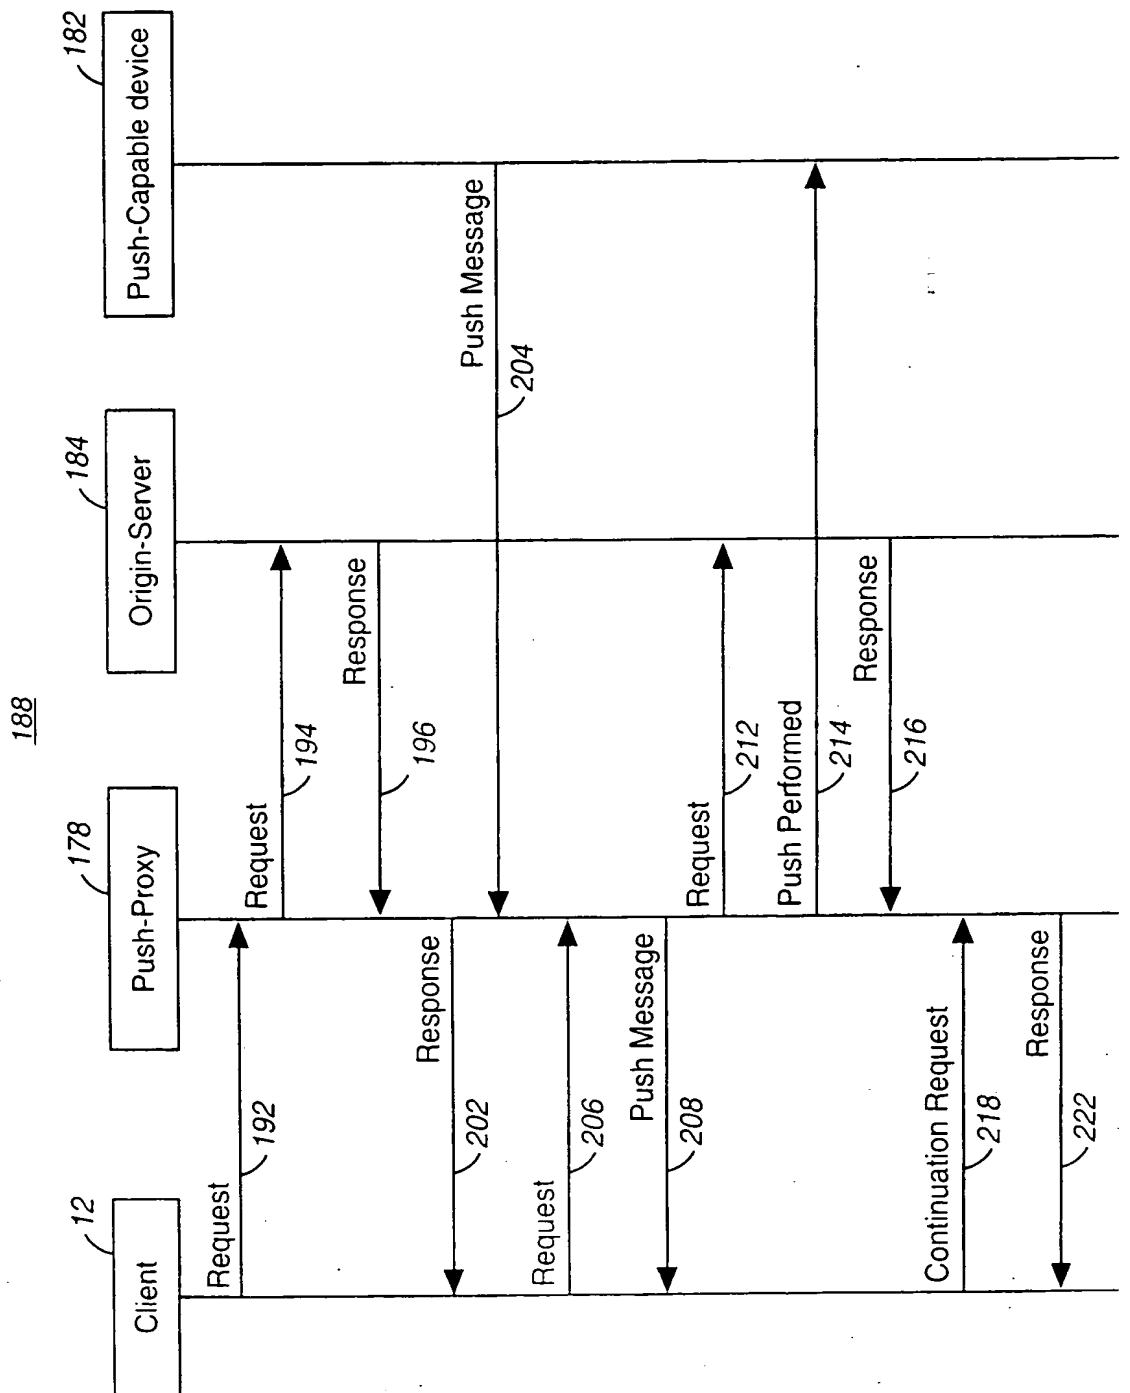 188
Client
12
Push-Proxy
178
Origin-Server
184
Push-Capable device
182
Request
192
Request
194
Response
196
Response
202
Push Message
204
Request
206
Push Message
208
Request
212
Push Performed
214
Response
216
Continuation Request
218
Response
222